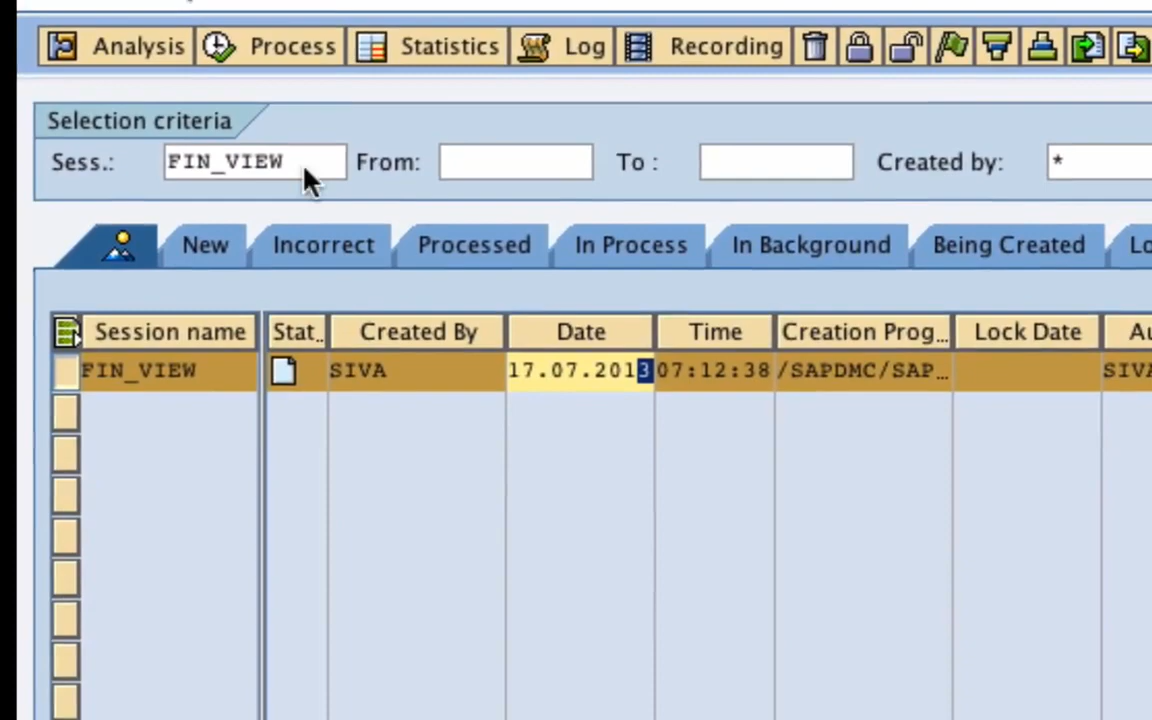 Analysis Process Statistics Log Recording
Selection criteria
Sess.: FIN_VIEW From: To : Created by: *
New Incorrect Processed In Process In Background Being Created Lo
Session name Stat. Created By Date Time Creation Prog... Lock Date Au
FIN_VIEW SIVA 17.07.2013 07:12:38 /SAPDMC/SAP... SIVA